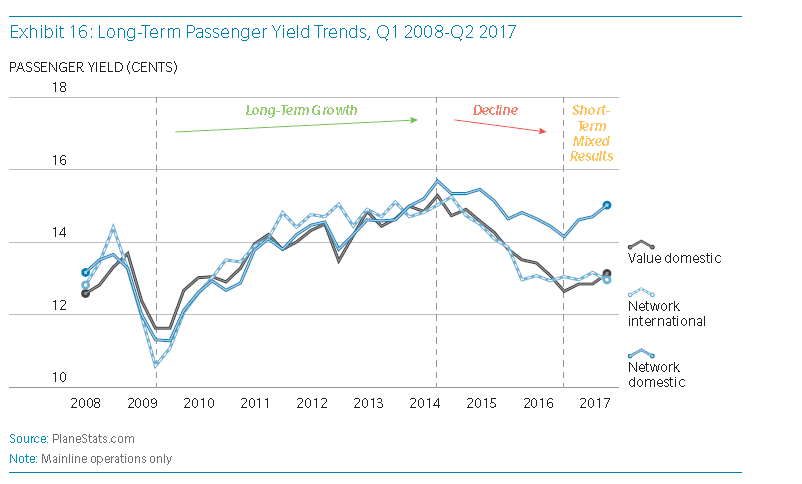 Exhibit 16: Long-Term Passenger Yield Trends, Q1 2008-Q2 2017
PASSENGER YIELD (CENTS)
18
Long-Term Growth
Decline
Short-
Term
Mixed
Results
16
14
Value domestic
Network
international
12
Network
domestic
10
2008 2009 2010 2011 2012 2013 2014 2015 2016 2017
Source: PlaneStats.com
Note: Mainline operations only